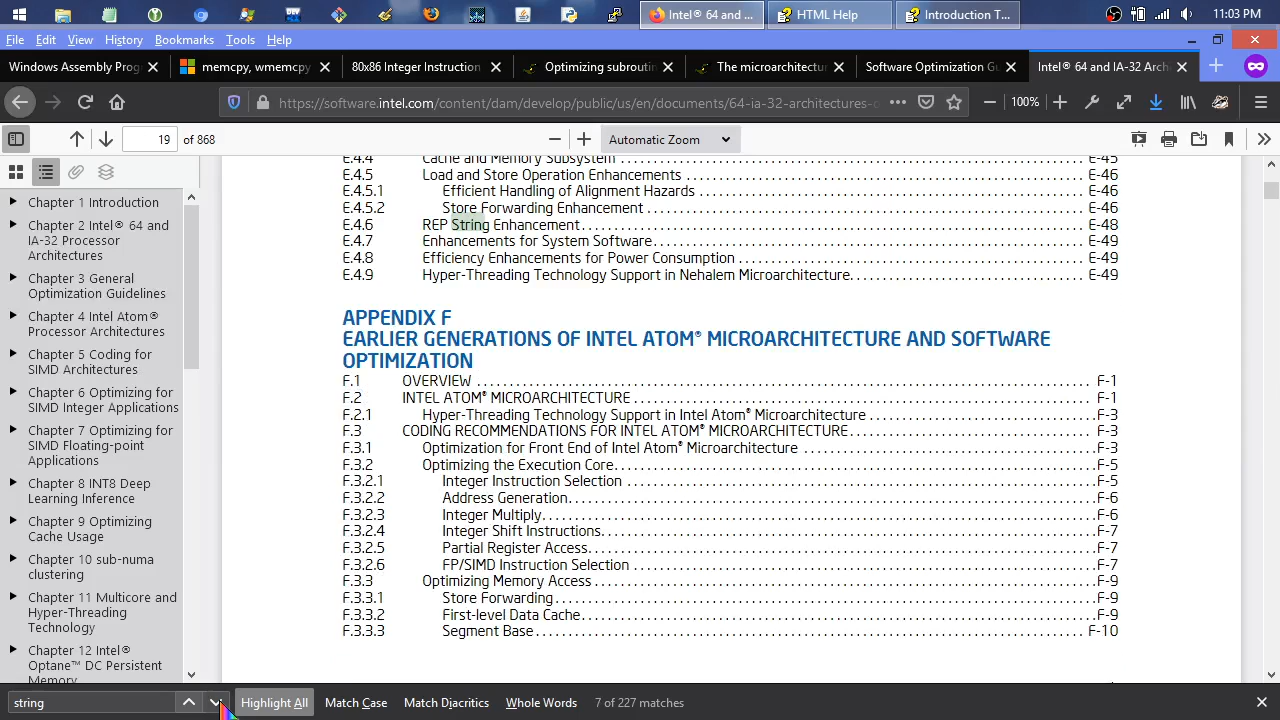 Intel® 64 and ...
HTML Help
Introduction T...
11:03 PM
File Edit View History Bookmarks Tools Help
Windows Assembly Prog
memcpy, wmemcpy
80x86 Integer Instruction
Optimizing subroutin
The microarchitectur
Software Optimization Gu
Intel® 64 and IA-32 Arch
https://software.intel.com/content/dam/develop/public/us/en/documents/64-ia-32-architectures-o
100%
19 of 868
Automatic Zoom
Chapter 1 Introduction
Chapter 2 Intel® 64 and
IA-32 Processor
Architectures
Chapter 3 General
Optimization Guidelines
Chapter 4 Intel Atom®
Processor Architectures
Chapter 5 Coding for
SIMD Architectures
Chapter 6 Optimizing for
SIMD Integer Applications
Chapter 7 Optimizing for
SIMD Floating-point
Applications
Chapter 8 INT8 Deep
Learning Inference
Chapter 9 Optimizing
Cache Usage
Chapter 10 sub-numa
clustering
Chapter 11 Multicore and
Hyper-Threading
Technology
Chapter 12 Intel®
Optane™ DC Persistent
Memory
E.4.4 Cache and Memory Subsystem E-45
E.4.5 Load and Store Operation Enhancements E-46
E.4.5.1 Efficient Handling of Alignment Hazards E-46
E.4.5.2 Store Forwarding Enhancement E-46
E.4.6 REP String Enhancement E-48
E.4.7 Enhancements for System Software E-49
E.4.8 Efficiency Enhancements for Power Consumption E-49
E.4.9 Hyper-Threading Technology Support in Nehalem Microarchitecture E-49
APPENDIX F
EARLIER GENERATIONS OF INTEL ATOM® MICROARCHITECTURE AND SOFTWARE
OPTIMIZATION
F.1 OVERVIEW F-1
F.2 INTEL ATOM® MICROARCHITECTURE F-1
F.2.1 Hyper-Threading Technology Support in Intel Atom® Microarchitecture F-3
F.3 CODING RECOMMENDATIONS FOR INTEL ATOM® MICROARCHITECTURE F-3
F.3.1 Optimization for Front End of Intel Atom® Microarchitecture F-3
F.3.2 Optimizing the Execution Core F-5
F.3.2.1 Integer Instruction Selection F-5
F.3.2.2 Address Generation F-6
F.3.2.3 Integer Multiply F-6
F.3.2.4 Integer Shift Instructions F-7
F.3.2.5 Partial Register Access F-7
F.3.2.6 FP/SIMD Instruction Selection F-7
F.3.3 Optimizing Memory Access F-9
F.3.3.1 Store Forwarding F-9
F.3.3.2 First-level Data Cache F-9
F.3.3.3 Segment Base F-10
string
Highlight All Match Case Match Diacritics Whole Words 7 of 227 matches